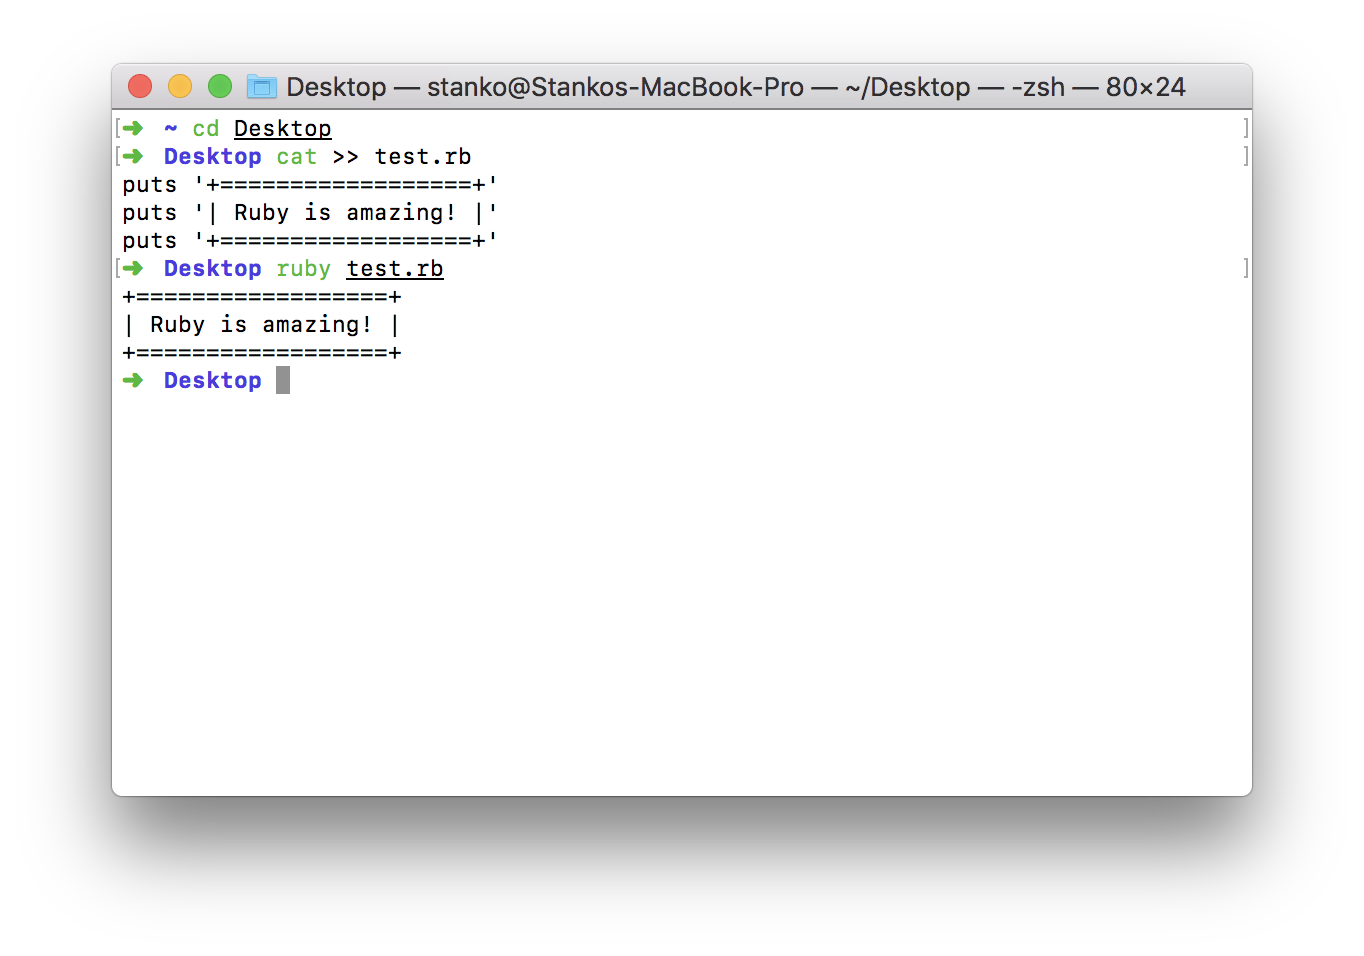 Desktop — stanko@Stankos-MacBook-Pro — ~/Desktop — -zsh — 80×24
[➜  ~ cd Desktop ]
[➜  Desktop cat >> test.rb ]
puts '+==================+'
puts '| Ruby is amazing! |'
puts '+==================+'
[➜  Desktop ruby test.rb ]
+==================+
| Ruby is amazing! |
+==================+
➜  Desktop